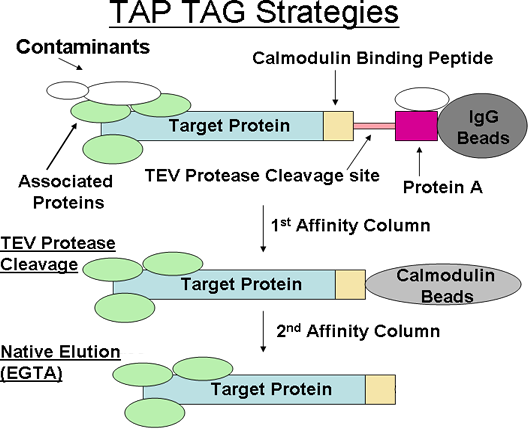 TAP TAG Strategies
Contaminants
Calmodulin Binding Peptide
Target Protein
IgG
Beads
Associated
Proteins
TEV Protease Cleavage site
Protein A
1st Affinity Column
TEV Protease
Cleavage
Target Protein
Calmodulin
Beads
2nd Affinity Column
Native Elution
(EGTA)
Target Protein